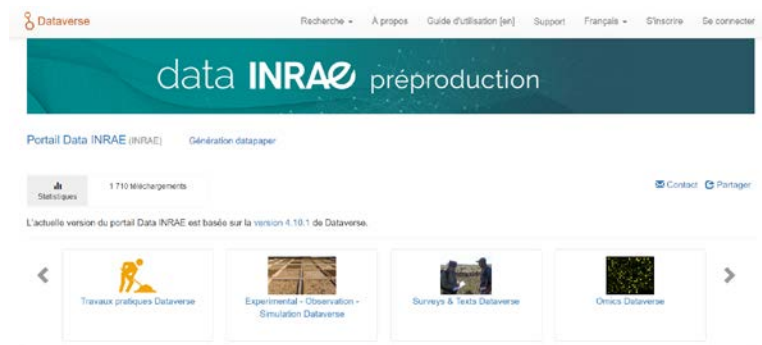 Dataverse
Recherche
À propos
Guide d'utilisation [en]
Support
Français
S'inscrire
Se connecter
data INRAE préproduction
Portail Data INRAE (INRAE)
Génération datapaper
Statistiques
1 710 téléchargements
Contact
Partager
L'actuelle version du portail Data INRAE est basée sur la version 4.10.1 de Dataverse.
Travaux pratiques Dataverse
Experimental - Observation -
Simulation Dataverse
Surveys & Texts Dataverse
Omics Dataverse